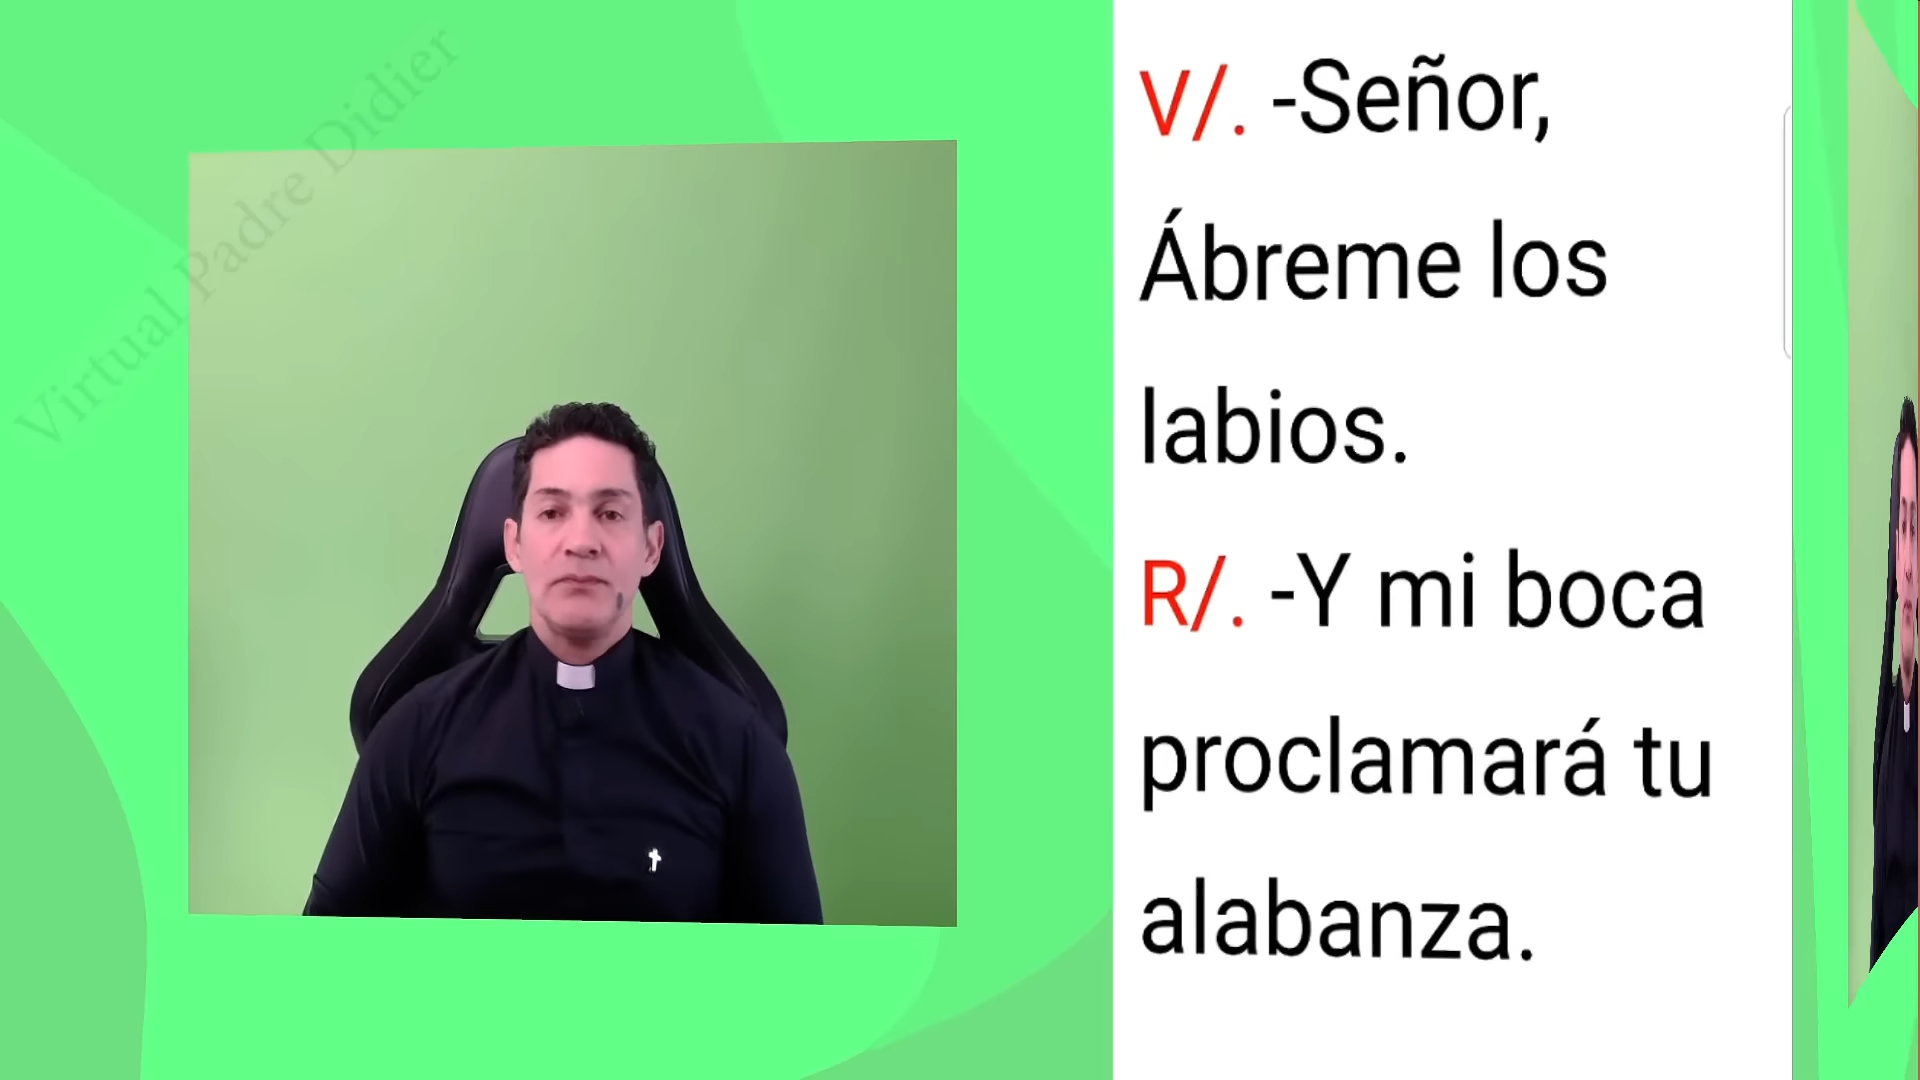 Virtual Padre Didier
V/. -Señor,
Ábreme los
labios.
R/. -Y mi boca
proclamará tu
alabanza.